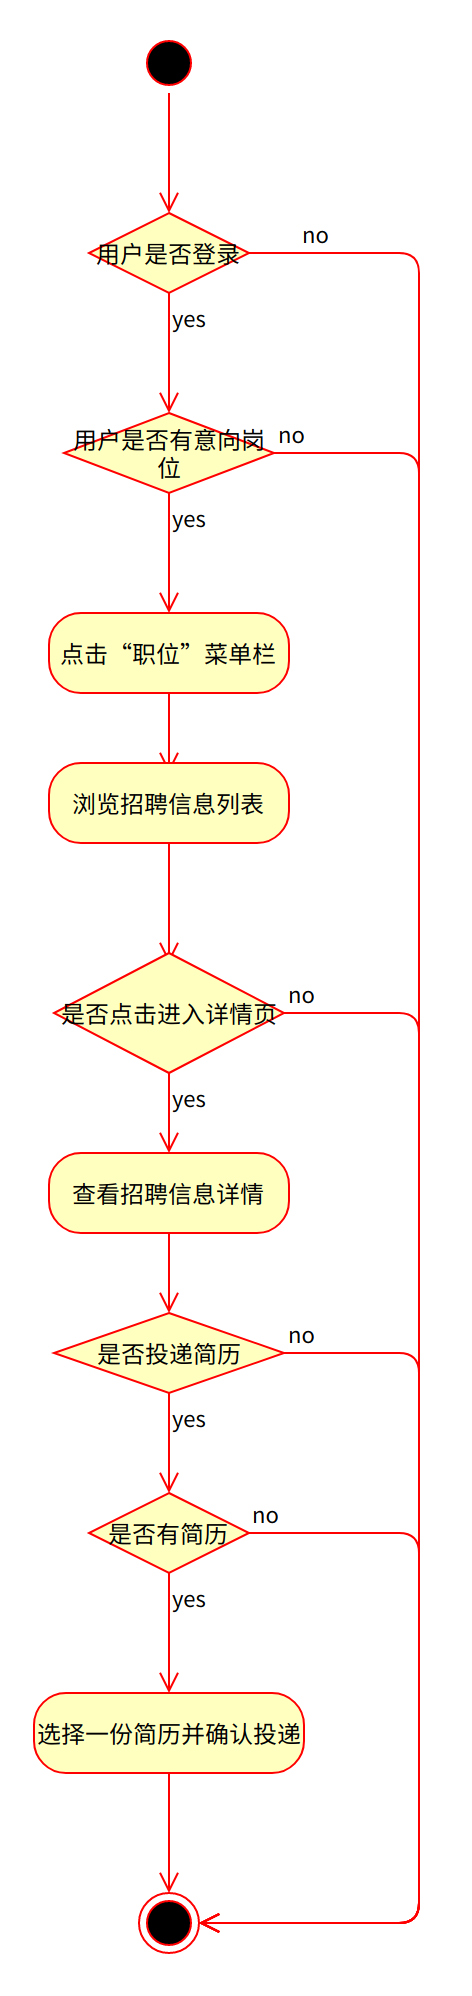 用户是否登录
no
yes
用户是否有意向岗
位
no
yes
点击“职位”菜单栏
浏览招聘信息列表
是否点击进入详情页
no
yes
查看招聘信息详情
是否投递简历
no
yes
是否有简历
no
yes
选择一份简历并确认投递